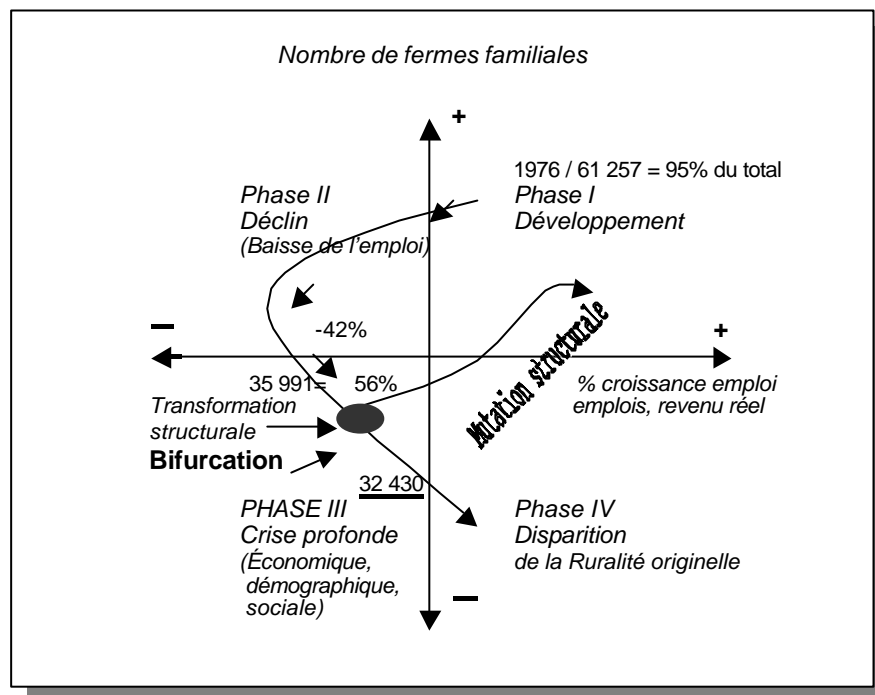 Nombre de fermes familiales
+
1976 / 61 257 = 95% du total
Phase II
Déclin
(Baisse de l'emploi)
Phase I
Développement
-42%
–
+
35 991= 56%
% croissance emploi
emplois, revenu réel
Mutation structurale
Transformation
structurale
Bifurcation
32 430
PHASE III
Crise profonde
(Économique,
démographique,
sociale)
Phase IV
Disparition
de la Ruralité originelle
–